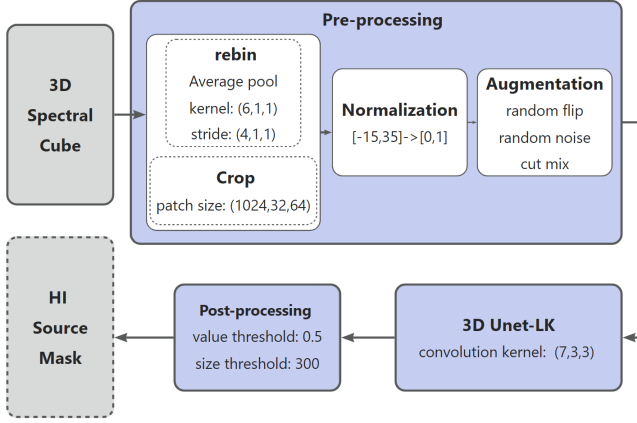 3D
Spectral
Cube
Pre-processing
rebin
Average pool
kernel: (6,1,1)
stride: (4,1,1)
Crop
patch size: (1024,32,64)
Normalization
[-15,35]->[0,1]
Augmentation
random flip
random noise
cut mix
3D Unet-LK
convolution kernel: (7,3,3)
Post-processing
value threshold: 0.5
size threshold: 300
HI
Source
Mask